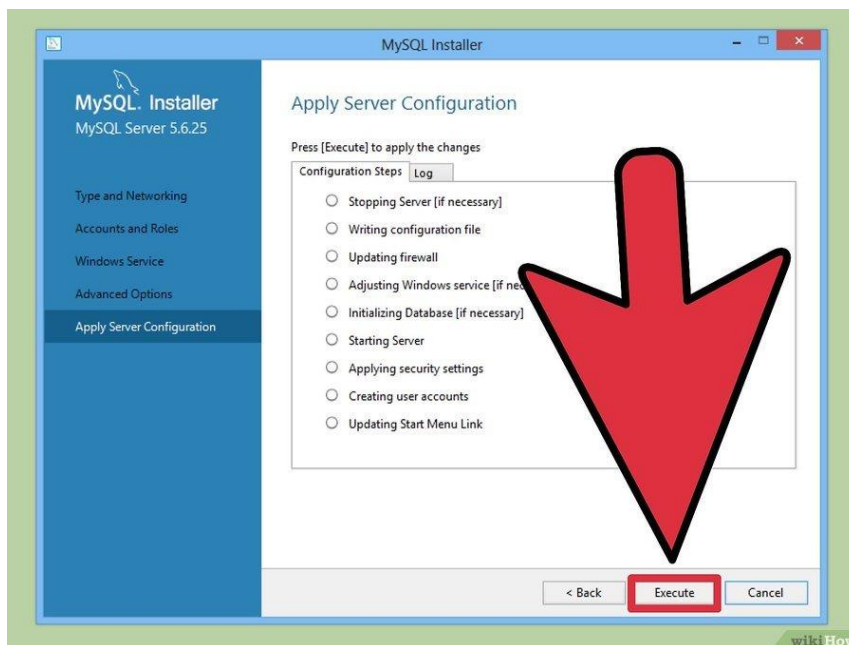 MySQL Installer
MySQL. Installer
MySQL Server 5.6.25
Type and Networking
Accounts and Roles
Windows Service
Advanced Options
Apply Server Configuration
Apply Server Configuration
Press [Execute] to apply the changes
Configuration Steps Log
Stopping Server [if necessary]
Writing configuration file
Updating firewall
Adjusting Windows service [if
Initializing Database [if necessary]
Starting Server
Applying security settings
Creating user accounts
Updating Start Menu Link
< Back Execute Cancel
wikiHow